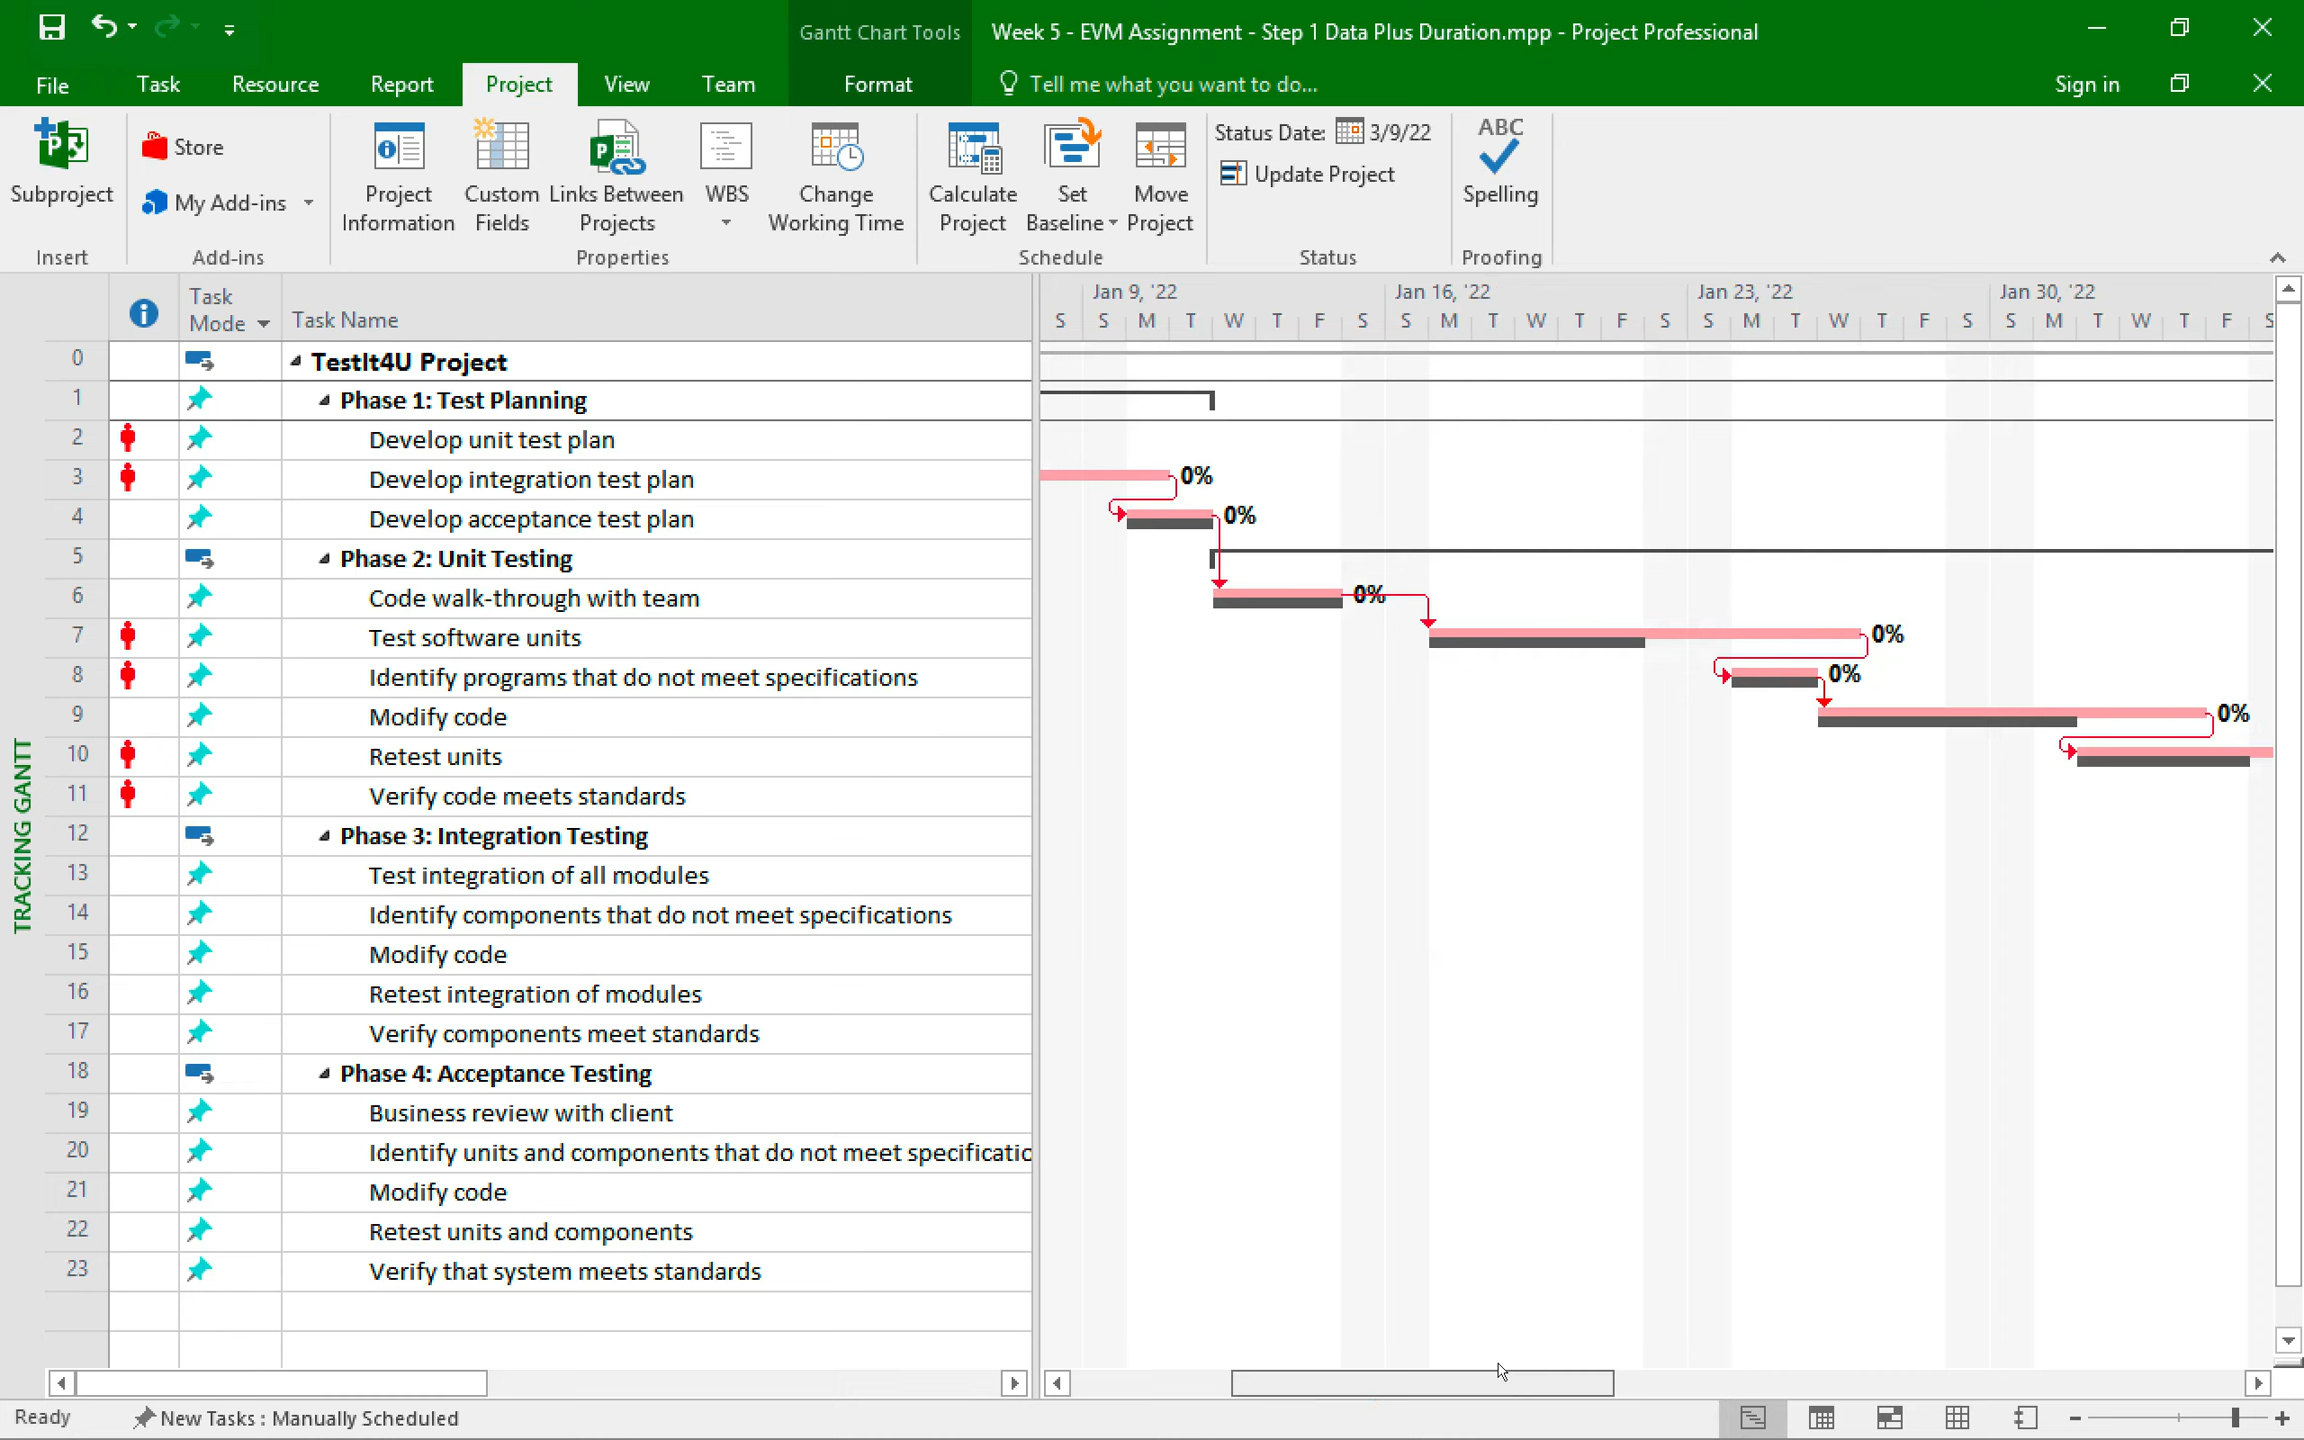 Gantt Chart Tools
Week 5 - EVM Assignment - Step 1 Data Plus Duration.mpp - Project Professional
File Task Resource Report Project View Team Format Tell me what you want to do... Sign in
Subproject
Store
My Add-ins
Project Information
Custom Fields
Links Between Projects
WBS
Change Working Time
Calculate Project
Set Baseline
Move Project
Status Date: 3/9/22
Update Project
ABC
Spelling
Insert Add-ins Properties Schedule Status Proofing
Task Mode
Task Name
Jan 9, '22 Jan 16, '22 Jan 23, '22 Jan 30, '22
S S M T W T F S S M T W T F S S M T W T F S S M T W T F S
0 TestIt4U Project
1 Phase 1: Test Planning
2 Develop unit test plan
3 Develop integration test plan 0%
4 Develop acceptance test plan 0%
5 Phase 2: Unit Testing
6 Code walk-through with team 0%
7 Test software units 0%
8 Identify programs that do not meet specifications 0%
9 Modify code 0%
10 Retest units
11 Verify code meets standards
12 Phase 3: Integration Testing
13 Test integration of all modules
14 Identify components that do not meet specifications
15 Modify code
16 Retest integration of modules
17 Verify components meet standards
18 Phase 4: Acceptance Testing
19 Business review with client
20 Identify units and components that do not meet specificatio
21 Modify code
22 Retest units and components
23 Verify that system meets standards
TRACKING GANTT
Ready New Tasks : Manually Scheduled